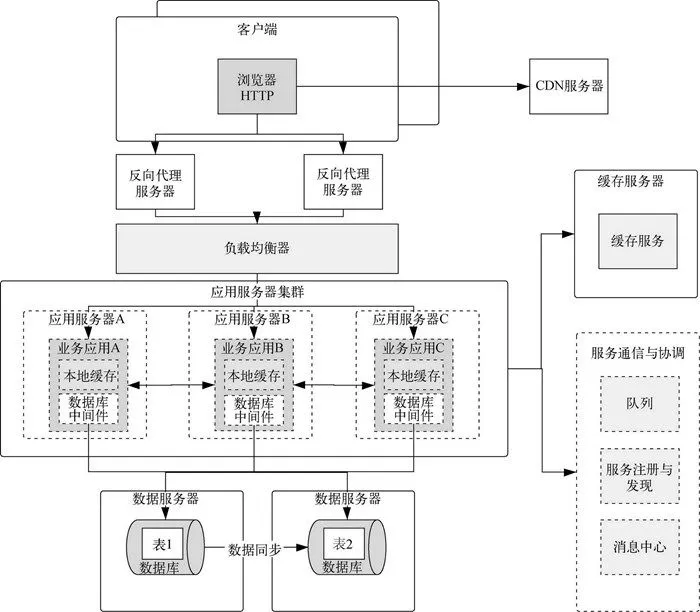 客户端
浏览器
HTTP
CDN服务器
反向代理
服务器
反向代理
服务器
负载均衡器
缓存服务器
缓存服务
应用服务器集群
应用服务器A
应用服务器B
应用服务器C
业务应用A
业务应用B
业务应用C
本地缓存
本地缓存
本地缓存
数据库
中间件
数据库
中间件
数据库
中间件
服务通信与协调
队列
服务注册与
发现
消息中心
数据服务器
数据服务器
表1
表2
数据库
数据同步
数据库